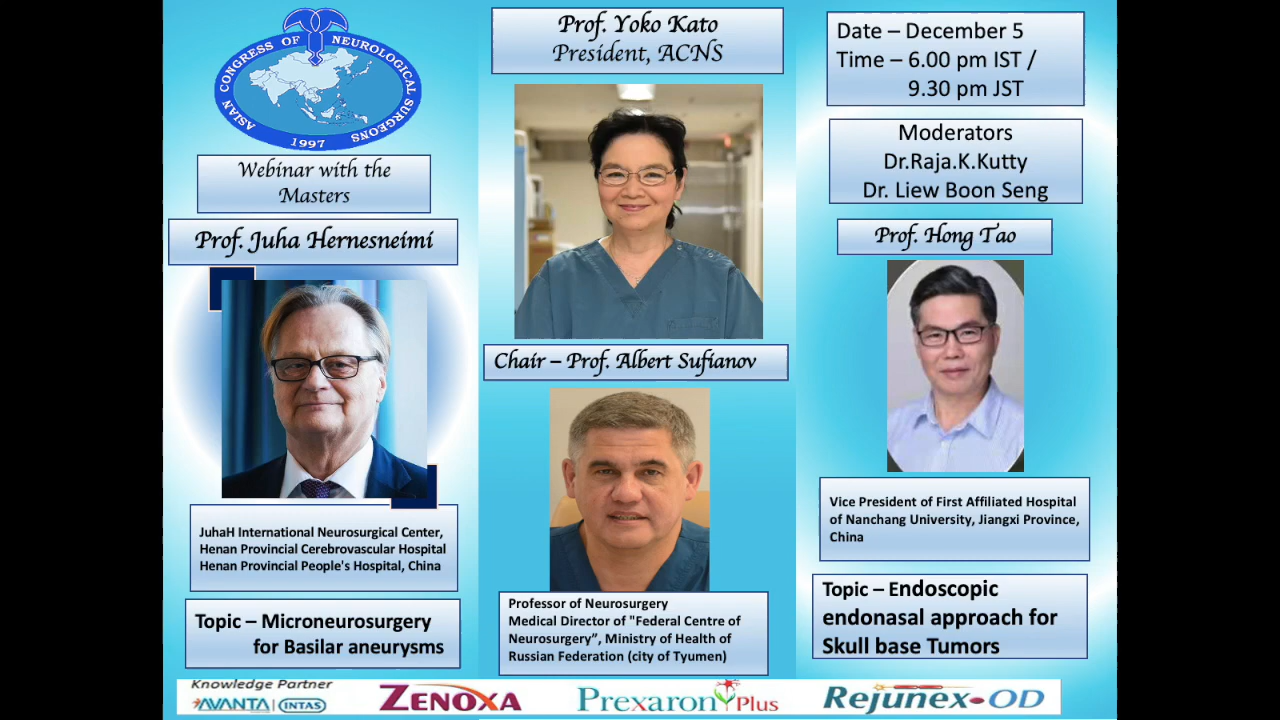 ASIAN CONGRESS OF NEUROLOGICAL SURGEONS
1997
Webinar with the
Masters
Prof. Juha Hernesneimi
JuhaH International Neurosurgical Center,
Henan Provincial Cerebrovascular Hospital
Henan Provincial People's Hospital, China
Topic – Microneurosurgery
for Basilar aneurysms
Prof. Yoko Kato
President, ACNS
Chair – Prof. Albert Sufianov
Professor of Neurosurgery
Medical Director of "Federal Centre of
Neurosurgery”, Ministry of Health of
Russian Federation (city of Tyumen)
Date – December 5
Time – 6.00 pm IST /
9.30 pm JST
Moderators
Dr.Raja.K.Kutty
Dr. Liew Boon Seng
Prof. Hong Tao
Vice President of First Affiliated Hospital
of Nanchang University, Jiangxi Province,
China
Topic – Endoscopic
endonasal approach for
Skull base Tumors
Knowledge Partner
AVANTA | INTAS
ZENOXA
Prexaron Plus
Rejunex-OD